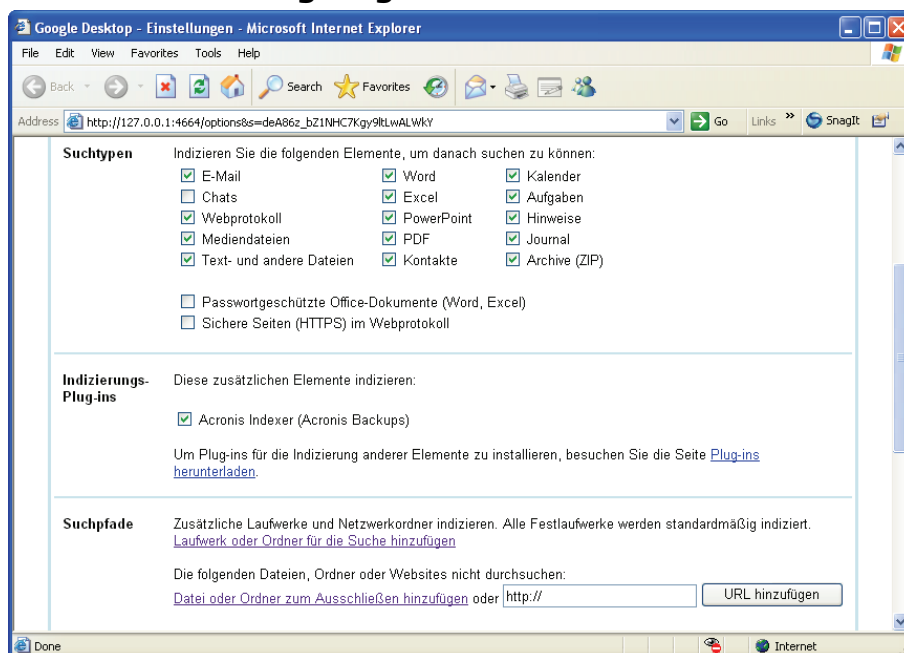 Google Desktop - Einstellungen - Microsoft Internet Explorer
File Edit View Favorites Tools Help
Back Search Favorites
Address http://127.0.0.1:4664/options&s=deA86z_bZ1NHC7Kgy9ltLwALWkY Go Links » SnagIt
Suchtypen Indizieren Sie die folgenden Elemente, um danach suchen zu können:
E-Mail Word Kalender
Chats Excel Aufgaben
Webprotokoll PowerPoint Hinweise
Mediendateien PDF Journal
Text- und andere Dateien Kontakte Archive (ZIP)
Passwortgeschützte Office-Dokumente (Word, Excel)
Sichere Seiten (HTTPS) im Webprotokoll
Indizierungs- Diese zusätzlichen Elemente indizieren:
Plug-ins
Acronis Indexer (Acronis Backups)
Um Plug-ins für die Indizierung anderer Elemente zu installieren, besuchen Sie die Seite Plug-ins
herunterladen.
Suchpfade Zusätzliche Laufwerke und Netzwerkordner indizieren. Alle Festlaufwerke werden standardmäßig indiziert.
Laufwerk oder Ordner für die Suche hinzufügen
Die folgenden Dateien, Ordner oder Websites nicht durchsuchen:
Datei oder Ordner zum Ausschließen hinzufügen oder http:// URL hinzufügen
Done Internet